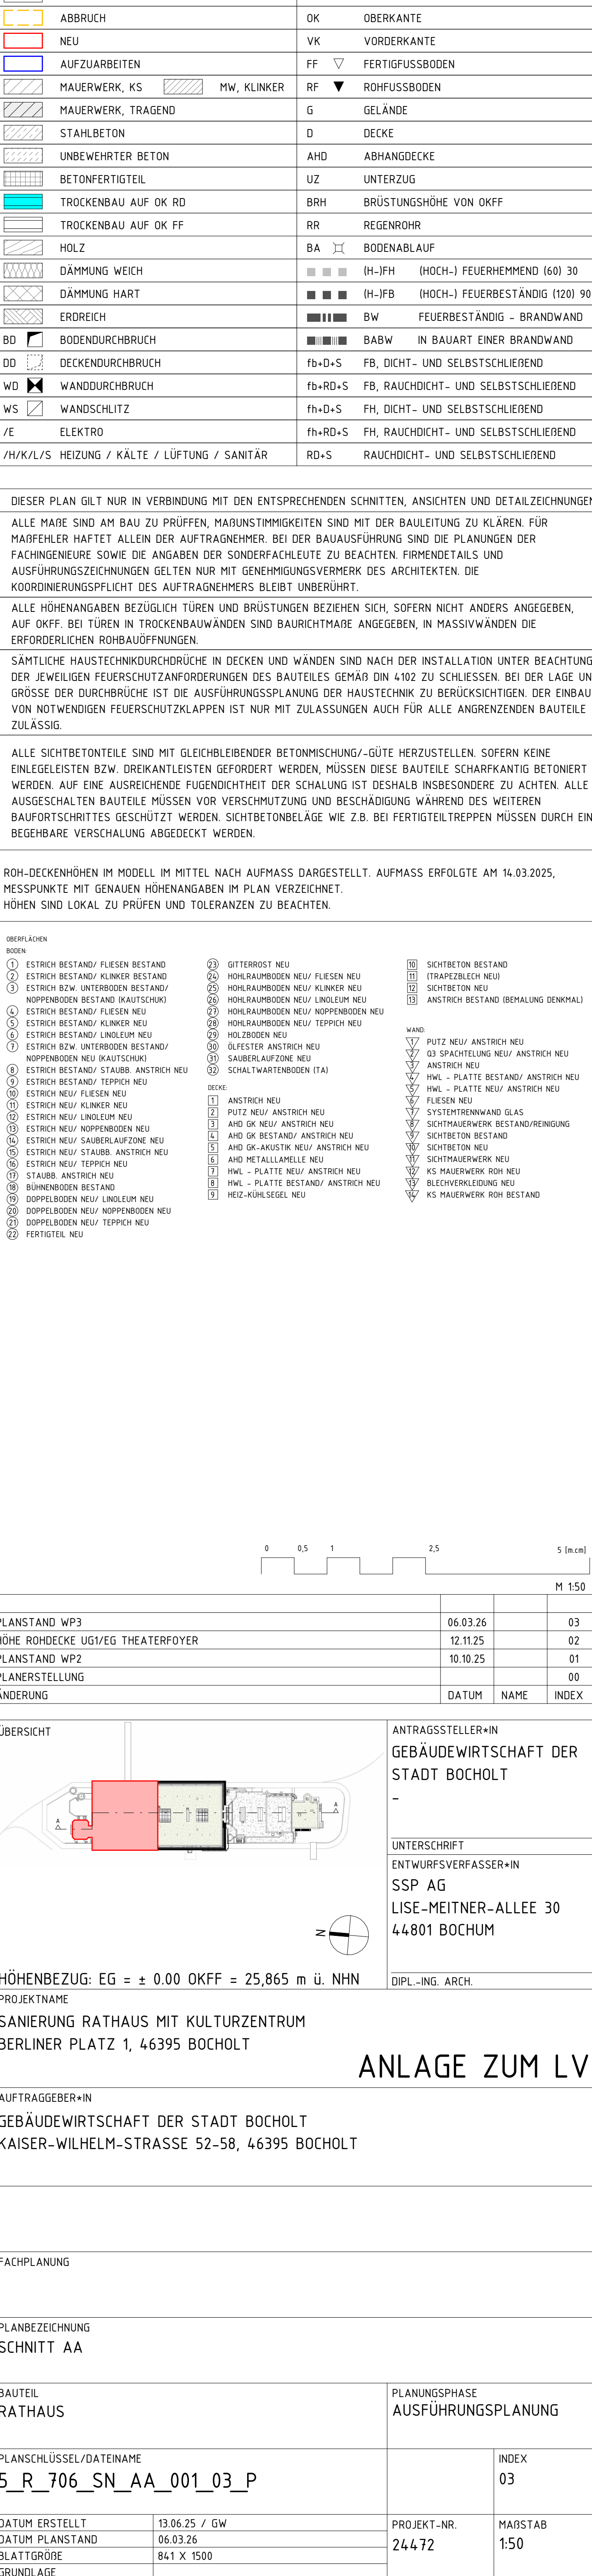 ABBRUCH OK OBERKANTE
NEU VK VORDERKANTE
AUFZUARBEITEN FF FERTIGFUSSBODEN
MAUERWERK, KS MW, KLINKER RF ROHFUSSBODEN
MAUERWERK, TRAGEND G GELÄNDE
STAHLBETON D DECKE
UNBEWEHRTER BETON AHD ABHANGDECKE
BETONFERTIGTEIL UZ UNTERZUG
TROCKENBAU AUF OK RD BRH BRÜSTUNGSHÖHE VON OKFF
TROCKENBAU AUF OK FF RR REGENROHR
HOLZ BA BODENABLAUF
DÄMMUNG WEICH (H-)FH (HOCH-) FEUERHEMMEND (60) 30
DÄMMUNG HART (H-)FB (HOCH-) FEUERBESTÄNDIG (120) 90
ERDREICH BW FEUERBESTÄNDIG - BRANDWAND
BD BODENDURCHBRUCH BABW IN BAUART EINER BRANDWAND
DD DECKENDURCHBRUCH fb+D+S FB, DICHT- UND SELBSTSCHLIEßEND
WD WANDDURCHBRUCH fb+RD+S FB, RAUCHDICHT- UND SELBSTSCHLIEßEND
WS WANDSCHLITZ fh+D+S FH, DICHT- UND SELBSTSCHLIEßEND
/E ELEKTRO fh+RD+S FH, RAUCHDICHT- UND SELBSTSCHLIEßEND
/H/K/L/S HEIZUNG / KÄLTE / LÜFTUNG / SANITÄR RD+S RAUCHDICHT- UND SELBSTSCHLIEßEND
DIESER PLAN GILT NUR IN VERBINDUNG MIT DEN ENTSPRECHENDEN SCHNITTEN, ANSICHTEN UND DETAILZEICHNUNGEN
ALLE MAßE SIND AM BAU ZU PRÜFFEN, MAßUNSTIMMIGKEITEN SIND MIT DER BAULEITUNG ZU KLÄREN. FÜR
MAßFEHLER HAFTET ALLEIN DER AUFTRAGNEHMER. BEI DER BAUAUSFÜHRUNG SIND DIE PLANUNGEN DER
FACHINGENIEURE SOWIE DIE ANGABEN DER SONDERFACHLEUTE ZU BEACHTEN. FIRMENDETAILS UND
AUSFÜHRUNGSZEICHNUNGEN GELTEN NUR MIT GENEHMIGUNGSVERMERK DES ARCHITEKTEN. DIE
KOORDINIERUNGSPFLICHT DES AUFTRAGNEHMERS BLEIBT UNBERÜHRT.
ALLE HÖHENANGABEN BEZÜGLICH TÜREN UND BRÜSTUNGEN BEZIEHEN SICH, SOFERN NICHT ANDERS ANGEGEBEN,
AUF OKFF. BEI TÜREN IN TROCKENBAUWÄNDEN SIND BAURICHTMAßE ANGEGEBEN, IN MASSIVWÄNDEN DIE
ERFORDERLICHEN ROHBAUÖFFNUNGEN.
SÄMTLICHE HAUSTECHNIKDURCHDRÜCHE IN DECKEN UND WÄNDEN SIND NACH DER INSTALLATION UNTER BEACHTUNG
DER JEWEILIGEN FEUERSCHUTZANFORDERUNGEN DES BAUTEILES GEMÄß DIN 4102 ZU SCHLIESSEN. BEI DER LAGE UN
GRÖSSE DER DURCHBRÜCHE IST DIE AUSFÜHRUNGSSPLANUNG DER HAUSTECHNIK ZU BERÜCKSICHTIGEN. DER EINBAU
VON NOTWENDIGEN FEUERSCHUTZKLAPPEN IST NUR MIT ZULASSUNGEN AUCH FÜR ALLE ANGRENZENDEN BAUTEILE
ZULÄSSIG.
ALLE SICHTBETONTEILE SIND MIT GLEICHBLEIBENDER BETONMISCHUNG/-GÜTE HERZUSTELLEN. SOFERN KEINE
EINLEGELEISTEN BZW. DREIKANTLEISTEN GEFORDERT WERDEN, MÜSSEN DIESE BAUTEILE SCHARFKANTIG BETONIERT
WERDEN. AUF EINE AUSREICHENDE FUGENDICHTHEIT DER SCHALUNG IST DESHALB INSBESONDERE ZU ACHTEN. ALLE
AUSGESCHALTEN BAUTEILE MÜSSEN VOR VERSCHMUTZUNG UND BESCHÄDIGUNG WÄHREND DES WEITEREN
BAUFORTSCHRITTES GESCHÜTZT WERDEN. SICHTBETONBELÄGE WIE Z.B. BEI FERTIGTEILTREPPEN MÜSSEN DURCH EIN
BEGEHBARE VERSCHALUNG ABGEDECKT WERDEN.
ROH-DECKENHÖHEN IM MODELL IM MITTEL NACH AUFMASS DARGESTELLT. AUFMASS ERFOLGTE AM 14.03.2025,
MESSPUNKTE MIT GENAUEN HÖHENANGABEN IM PLAN VERZEICHNET.
HÖHEN SIND LOKAL ZU PRÜFEN UND TOLERANZEN ZU BEACHTEN.
OBERFLÄCHEN
BODEN:
1 ESTRICH BESTAND/ FLIESEN BESTAND
2 ESTRICH BESTAND/ KLINKER BESTAND
3 ESTRICH BZW. UNTERBODEN BESTAND/
NOPPENBODEN BESTAND (KAUTSCHUK)
4 ESTRICH BESTAND/ FLIESEN NEU
5 ESTRICH BESTAND/ KLINKER NEU
6 ESTRICH BESTAND/ LINOLEUM NEU
7 ESTRICH BZW. UNTERBODEN BESTAND/
NOPPENBODEN NEU (KAUTSCHUK)
8 ESTRICH BESTAND/ STAUBB. ANSTRICH NEU
9 ESTRICH BESTAND/ TEPPICH NEU
10 ESTRICH NEU/ FLIESEN NEU
11 ESTRICH NEU/ KLINKER NEU
12 ESTRICH NEU/ LINOLEUM NEU
13 ESTRICH NEU/ NOPPENBODEN NEU
14 ESTRICH NEU/ SAUBERLAUFZONE NEU
15 ESTRICH NEU/ STAUBB. ANSTRICH NEU
16 ESTRICH NEU/ TEPPICH NEU
17 STAUBB. ANSTRICH NEU
18 BÜHNENBODEN BESTAND
19 DOPPELBODEN NEU/ LINOLEUM NEU
20 DOPPELBODEN NEU/ NOPPENBODEN NEU
21 DOPPELBODEN NEU/ TEPPICH NEU
22 FERTIGTEIL NEU
23 GITTERROST NEU
24 HOHLRAUMBODEN NEU/ FLIESEN NEU
25 HOHLRAUMBODEN NEU/ KLINKER NEU
26 HOHLRAUMBODEN NEU/ LINOLEUM NEU
27 HOHLRAUMBODEN NEU/ NOPPENBODEN NEU
28 HOHLRAUMBODEN NEU/ TEPPICH NEU
29 HOLZBODEN NEU
30 ÖLFESTER ANSTRICH NEU
31 SAUBERLAUFZONE NEU
32 SCHALTWARTENBODEN (TA)
DECKE:
1 ANSTRICH NEU
2 PUTZ NEU/ ANSTRICH NEU
3 AHD GK NEU/ ANSTRICH NEU
4 AHD GK BESTAND/ ANSTRICH NEU
5 AHD GK-AKUSTIK NEU/ ANSTRICH NEU
6 AHD METALLLAMELLE NEU
7 HWL - PLATTE NEU/ ANSTRICH NEU
8 HWL - PLATTE BESTAND/ ANSTRICH NEU
9 HEIZ-KÜHLSEGEL NEU
10 SICHTBETON BESTAND
11 (TRAPEZBLECH NEU)
12 SICHTBETON NEU
13 ANSTRICH BESTAND (BEMALUNG DENKMAL)
WAND:
1 PUTZ NEU/ ANSTRICH NEU
2 Q3 SPACHTELUNG NEU/ ANSTRICH NEU
3 ANSTRICH NEU
4 HWL - PLATTE BESTAND/ ANSTRICH NEU
5 HWL - PLATTE NEU/ ANSTRICH NEU
6 FLIESEN NEU
7 SYSTEMTRENNWAND GLAS
8 SICHTMAUERWERK BESTAND/REINIGUNG
9 SICHTBETON BESTAND
10 SICHTBETON NEU
11 SICHTMAUERWERK NEU
12 KS MAUERWERK ROH NEU
13 BLECHVERKLEIDUNG NEU
14 KS MAUERWERK ROH BESTAND
0 0,5 1 2,5 5 [m.cm]
M 1:50
PLANSTAND WP3 06.03.26 03
HÖHE ROHDECKE UG1/EG THEATERFOYER 12.11.25 02
PLANSTAND WP2 10.10.25 01
PLANERSTELLUNG 00
ÄNDERUNG DATUM NAME INDEX
ÜBERSICHT
A
A
N
HÖHENBEZUG: EG = ± 0.00 OKFF = 25,865 m ü. NHN
ANTRAGSSTELLER*IN
GEBÄUDEWIRTSCHAFT DER
STADT BOCHOLT
-
UNTERSCHRIFT
ENTWURFSVERFASSER*IN
SSP AG
LISE-MEITNER-ALLEE 30
44801 BOCHUM
DIPL.-ING. ARCH.
PROJEKTNAME
SANIERUNG RATHAUS MIT KULTURZENTRUM
BERLINER PLATZ 1, 46395 BOCHOLT
ANLAGE ZUM LV
AUFTRAGGEBER*IN
GEBÄUDEWIRTSCHAFT DER STADT BOCHOLT
KAISER-WILHELM-STRASSE 52-58, 46395 BOCHOLT
FACHPLANUNG
PLANBEZEICHNUNG
SCHNITT AA
BAUTEIL
RATHAUS
PLANUNGSPHASE
AUSFÜHRUNGSPLANUNG
PLANSCHLÜSSEL/DATEINAME
5_R_706_SN_AA_001_03_P
INDEX
03
DATUM ERSTELLT 13.06.25 / GW
DATUM PLANSTAND 06.03.26
BLATTGRÖßE 841 X 1500
GRUNDLAGE
PROJEKT-NR.
24472
MAßSTAB
1:50